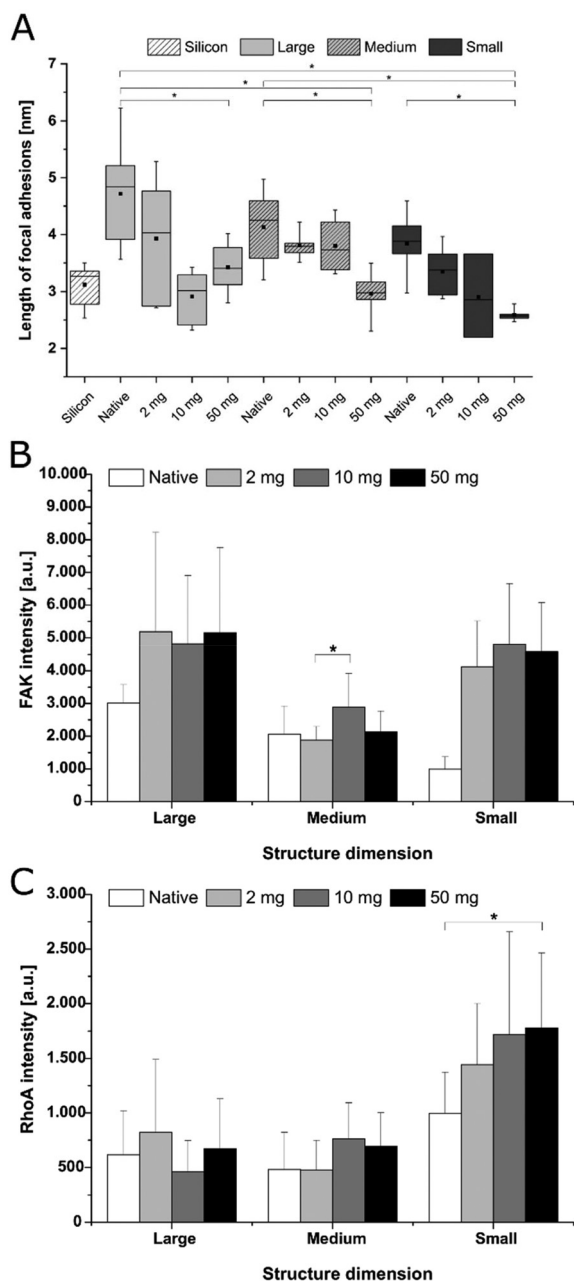 A
Silicon Large Medium Small
Length of focal adhesions [nm]
7
6
5
4
3
2
* 
* *
* * *
Silicon Native 2 mg 10 mg 50 mg Native 2 mg 10 mg 50 mg Native 2 mg 10 mg 50 mg
B
Native 2 mg 10 mg 50 mg
FAK intensity [a.u.]
10.000
9.000
8.000
7.000
6.000
5.000
4.000
3.000
2.000
1.000
0
*
Large Medium Small
Structure dimension
C
Native 2 mg 10 mg 50 mg
RhoA intensity [a.u.]
3.000
2.500
2.000
1.500
1.000
500
0
*
Large Medium Small
Structure dimension